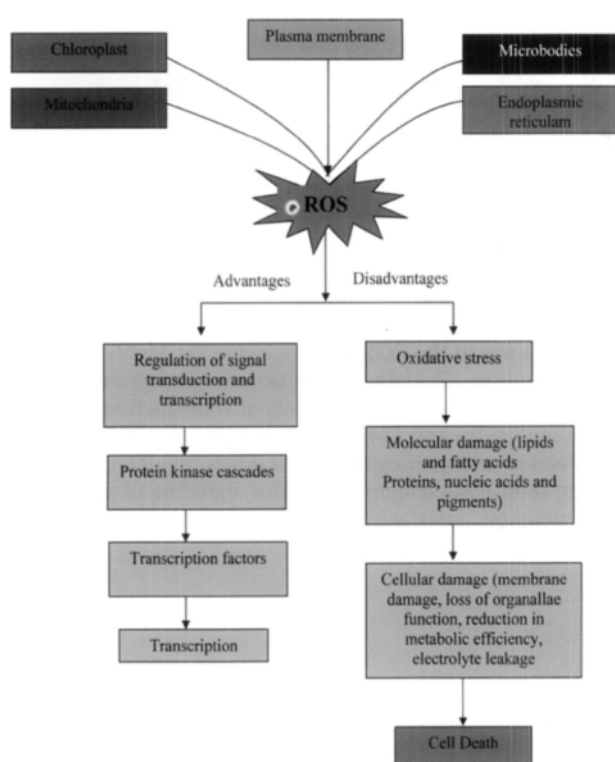 Chloroplast
Plasma membrane
Microbodies
Mitochondria
Endoplasmic
reticulam
ROS
Advantages
Disadvantages
Regulation of signal
transduction and
transcription
Oxidative stress
Protein kinase cascades
Molecular damage (lipids
and fatty acids
Proteins, nucleic acids and
pigments)
Transcription factors
Cellular damage (membrane
damage, loss of organallae
function, reduction in
metabolic efficiency,
electrolyte leakage
Transcription
Cell Death